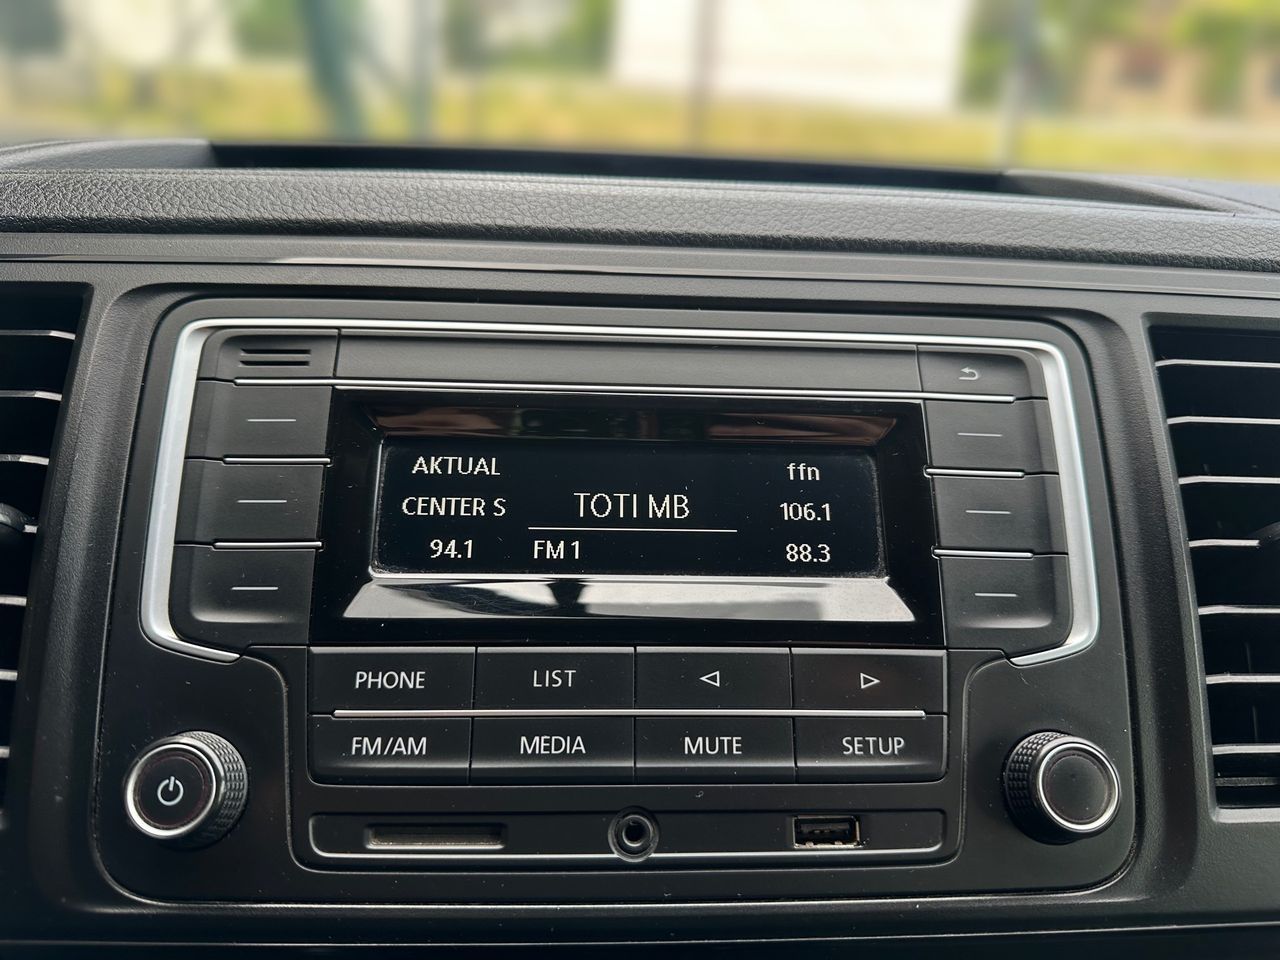 AKTUAL
CENTER S
94.1
TOTI MB
FM 1
ffn
106.1
88.3
PHONE
LIST
FM/AM
MEDIA
MUTE
SETUP